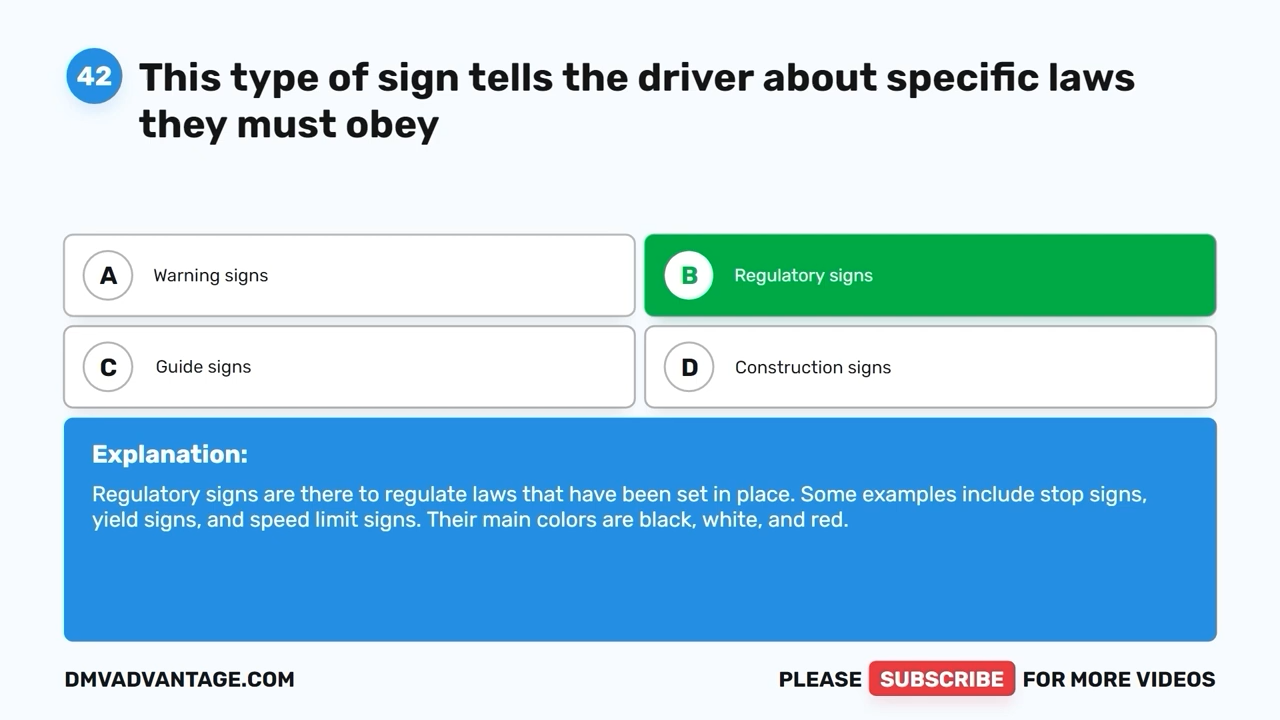 42
This type of sign tells the driver about specific laws
they must obey
A Warning signs
B Regulatory signs
C Guide signs
D Construction signs
Explanation:
Regulatory signs are there to regulate laws that have been set in place. Some examples include stop signs,
yield signs, and speed limit signs. Their main colors are black, white, and red.
DMVADVANTAGE.COM
PLEASE SUBSCRIBE FOR MORE VIDEOS